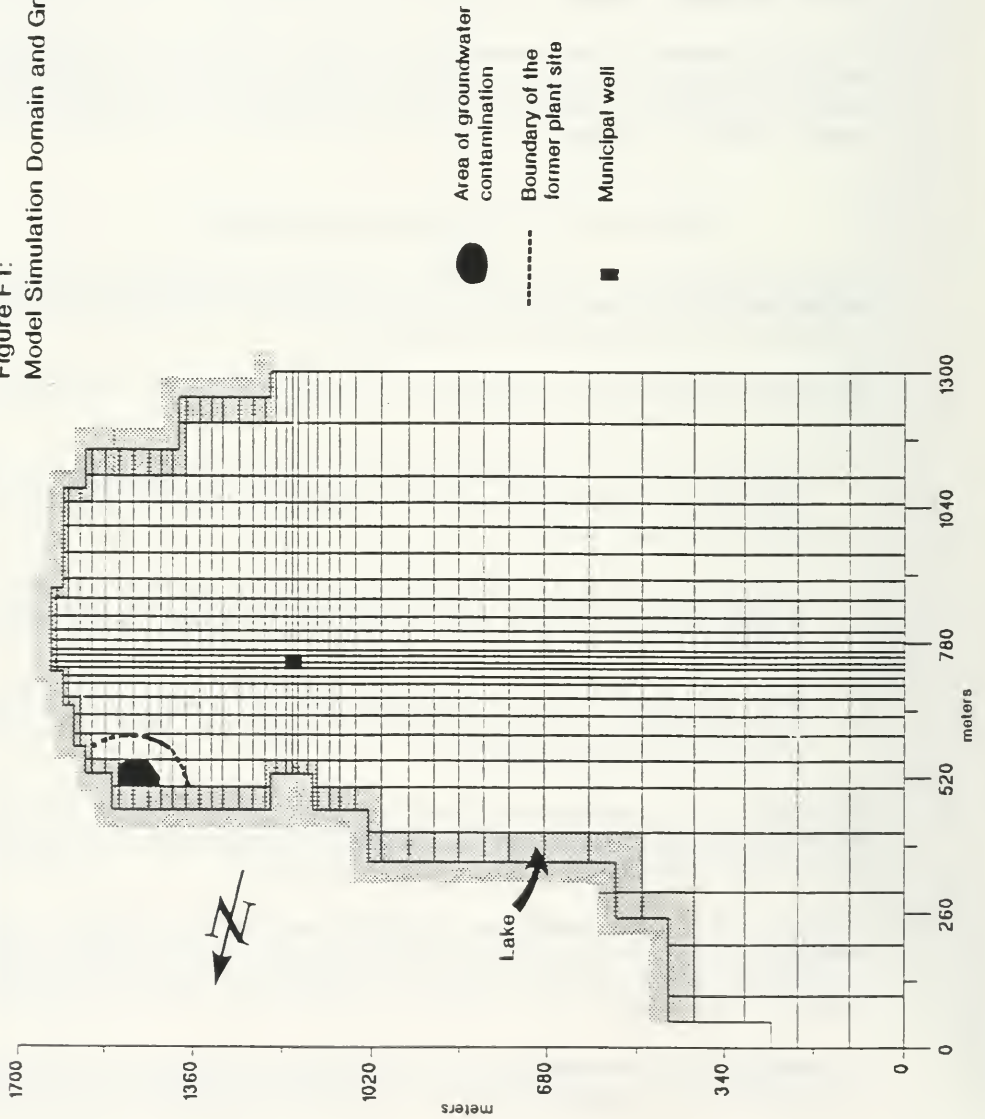 Figure F1:
Model Simulation Domain and Gr
Area of groundwater
contamination
Boundary of the
former plant site
Municipal well
N
Lake
1700
1360
1020
680
340
0
meters
0
260
520
780
1040
1300
meters